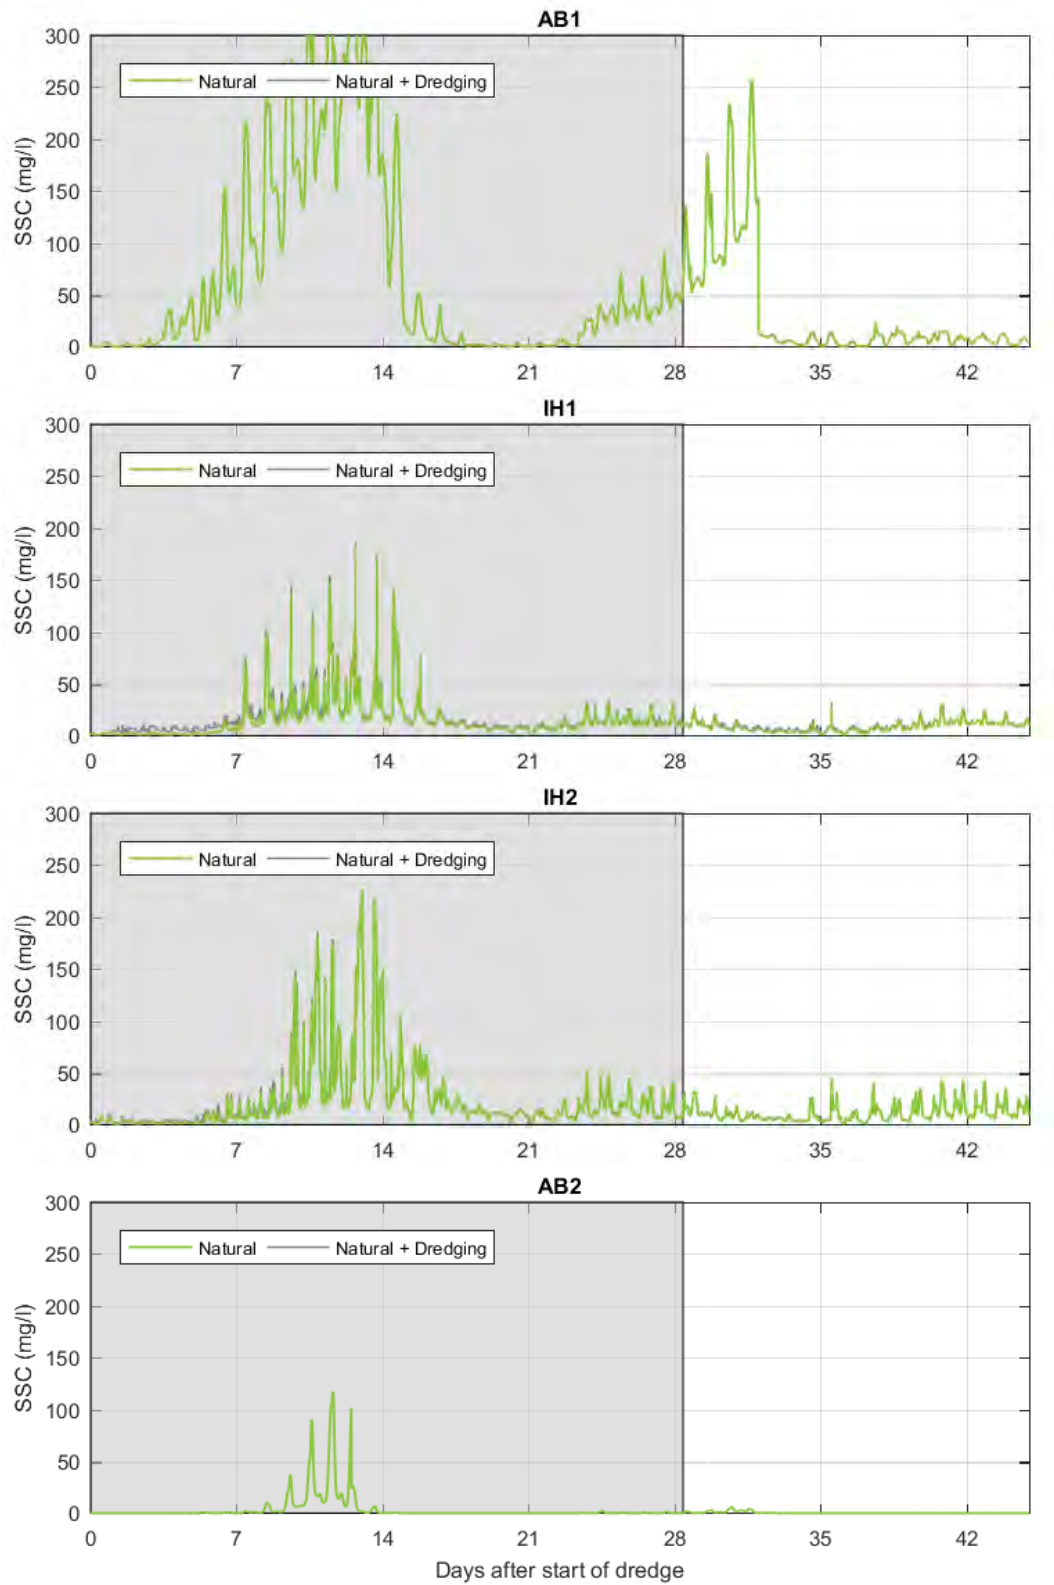 AB1
300
250
200
150
100
50
0
SSC (mg/l)
Natural Natural + Dredging
0 7 14 21 28 35 42
IH1
300
250
200
150
100
50
0
SSC (mg/l)
Natural Natural + Dredging
0 7 14 21 28 35 42
IH2
300
250
200
150
100
50
0
SSC (mg/l)
Natural Natural + Dredging
0 7 14 21 28 35 42
AB2
300
250
200
150
100
50
0
SSC (mg/l)
Natural Natural + Dredging
0 7 14 21 28 35 42
Days after start of dredge